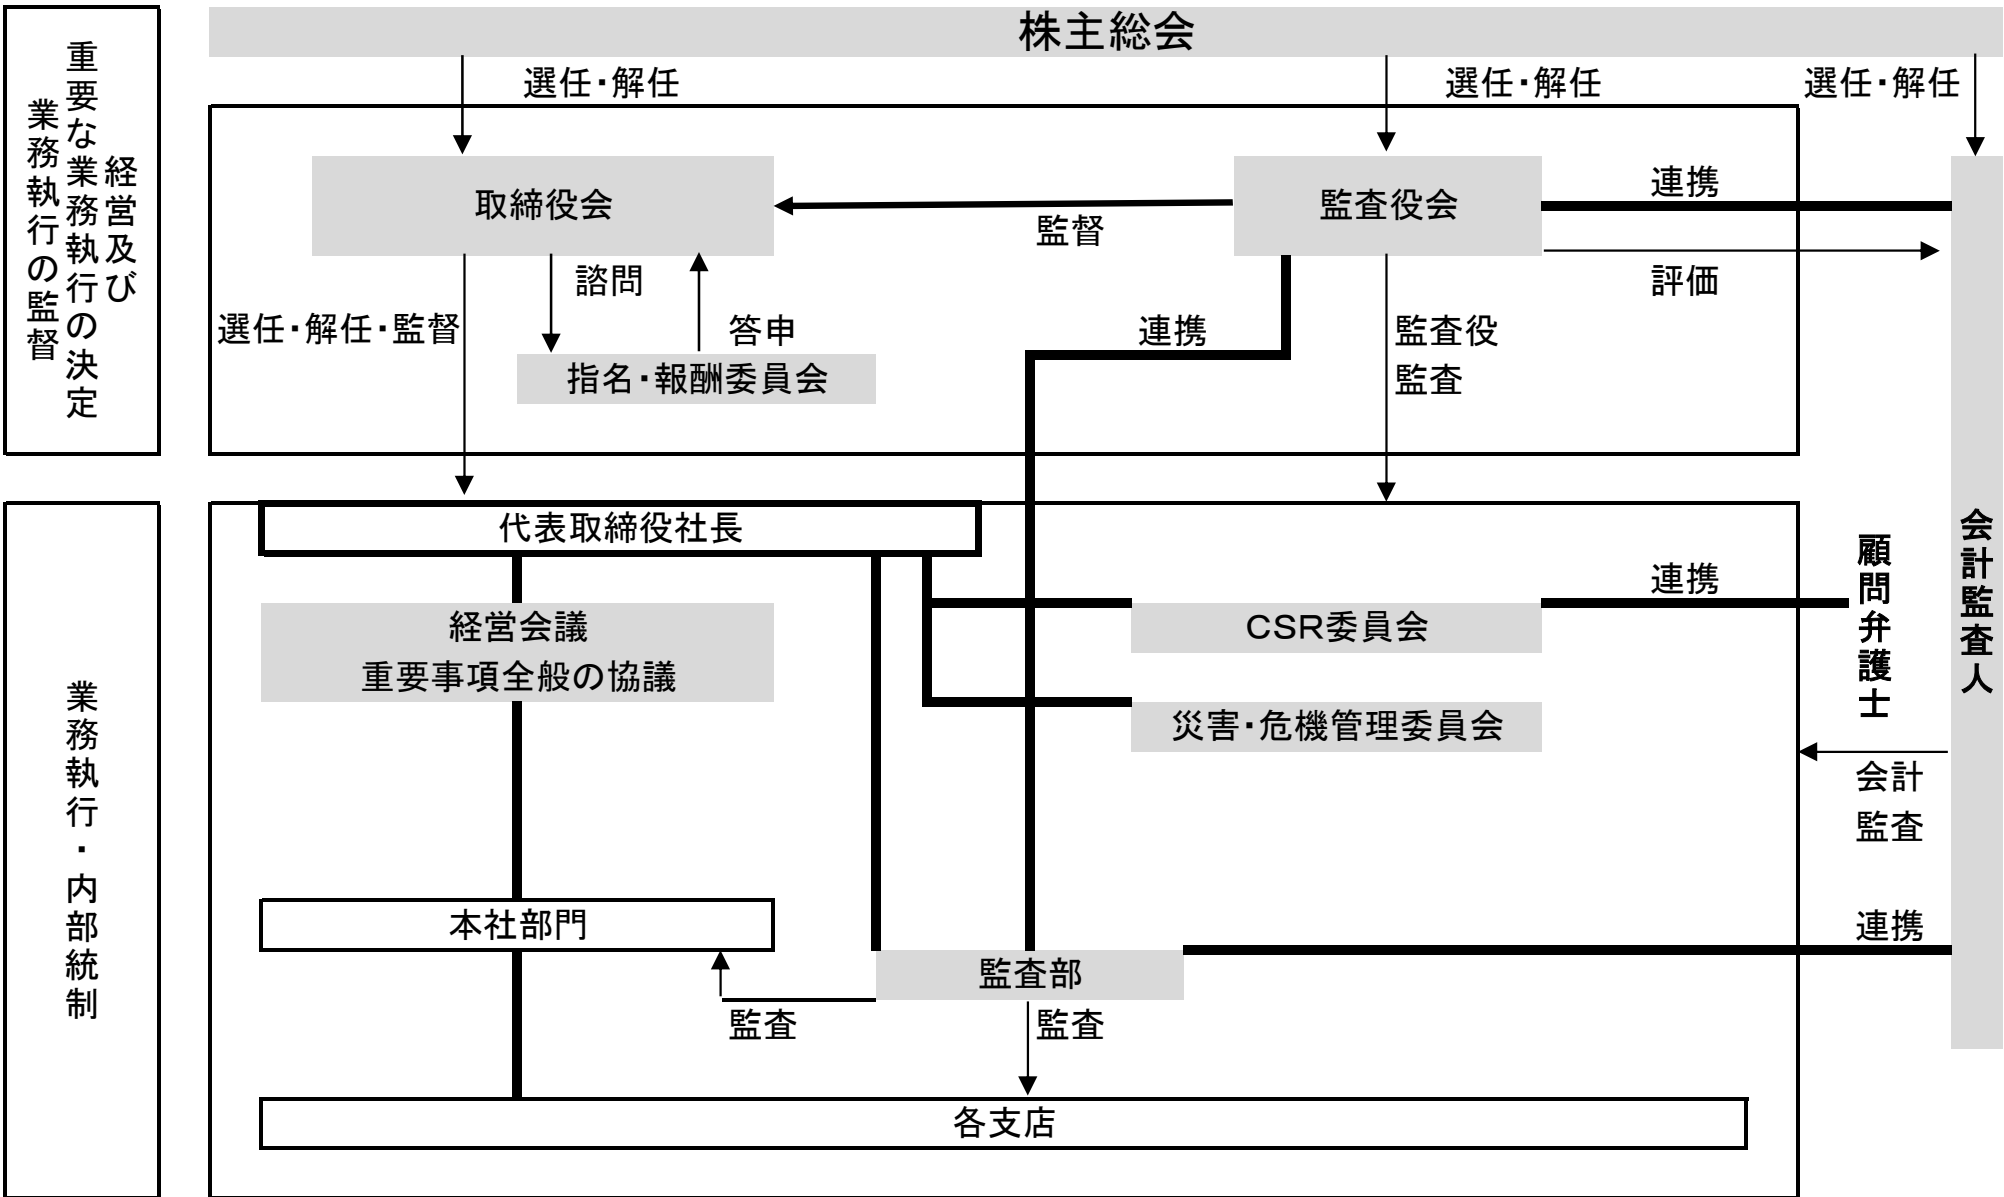 株主総会
選任・解任
選任・解任
選任・解任
経営及び
重要な業務執行の決定
業務執行の監督
取締役会
監査役会
連携
監督
評価
諮問
答申
選任・解任・監督
連携
監査役
監査
指名・報酬委員会
代表取締役社長
経営会議
重要事項全般の協議
CSR委員会
連携
顧問弁護士
会計監査人
災害・危機管理委員会
会計
監査
業務執行・内部統制
本社部門
連携
監査部
監査
監査
各支店